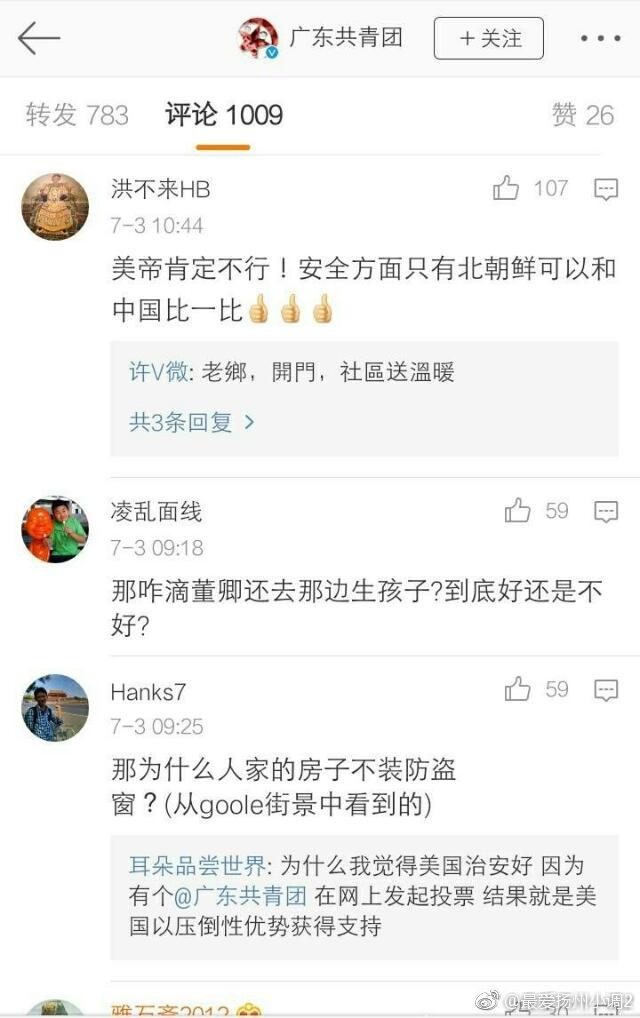 广东共青团
+关注
转发 783
评论 1009
赞 26
洪不来HB
107
7-3 10:44
美帝肯定不行！安全方面只有北朝鲜可以和
中国比一比👍👍👍
许V微: 老鄉，開門，社區送溫暖
共3条回复 >
凌乱面线
59
7-3 09:18
那咋滴董卿还去那边生孩子?到底好还是不
好?
Hanks7
59
7-3 09:25
那为什么人家的房子不装防盗
窗？(从goole街景中看到的)
耳朵品尝世界: 为什么我觉得美国治安好 因为
有个@广东共青团 在网上发起投票 结果就是美
国以压倒性优势获得支持
雅石斋2012
30
@最爱扬州小调2